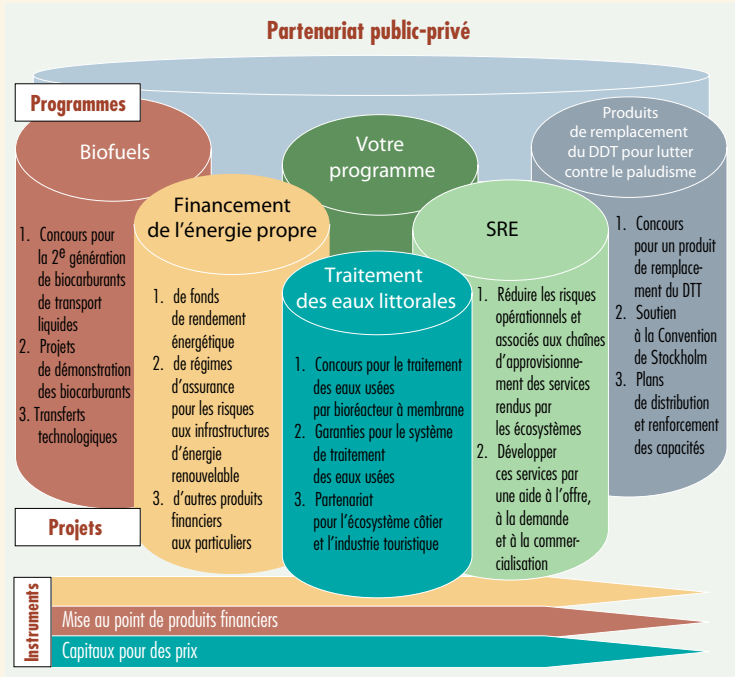 Partenariat public-privé
Programmes
Biofuels
1. Concours pour
la 2e génération
de biocarburants
de transport
liquides
2. Projets
de démonstration
des biocarburants
3. Transferts
technologiques
Financement
de l’énergie propre
1. de fonds
de rendement
énergétique
2. de régimes
d’assurance
pour les risques
aux infrastructures
d’énergie
renouvelable
3. d’autres produits
financiers
aux particuliers
Votre
programme
Traitement
des eaux littorales
1. Concours pour le traitement
des eaux usées
par bioréacteur à membrane
2. Garanties pour le système
de traitement
des eaux usées
3. Partenariat
pour l’écosystème côtier
et l’industrie touristique
SRE
1. Réduire les risques
opérationnels et
associés aux chaînes
d’approvisionne-
ment des services
rendus par
les écosystèmes
2. Développer
ces services par
une aide à l’offre,
à la demande
et à la commer-
cialisation
Produits
de remplacement
du DDT pour lutter
contre le paludisme
1. Concours
pour un produit
de remplace-
ment du DTT
2. Soutien
à la Convention
de Stockholm
3. Plans
de distribution
et renforcement
des capacités
Projets
Instruments
Mise au point de produits financiers
Capitaux pour des prix